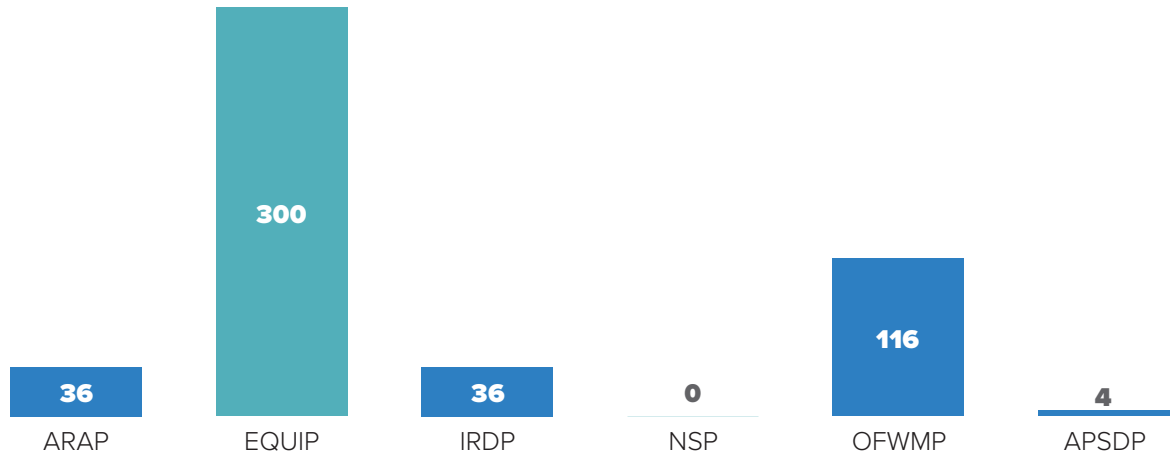 300
116
36
36
0
4
ARAP
EQUIP
IRDP
NSP
OFWMP
APSDP